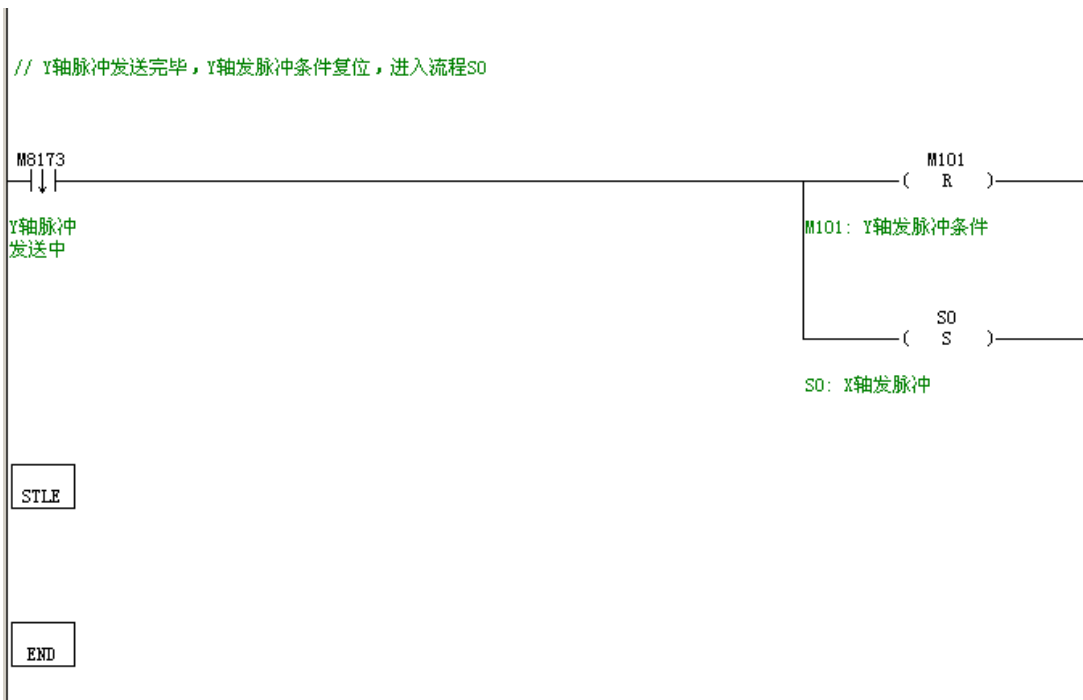 // Y轴脉冲发送完毕，Y轴发脉冲条件复位，进入流程S0
M8173
M101
( R )
Y轴脉冲
发送中
M101: Y轴发脉冲条件
S0
( S )
S0: X轴发脉冲
STLE
END